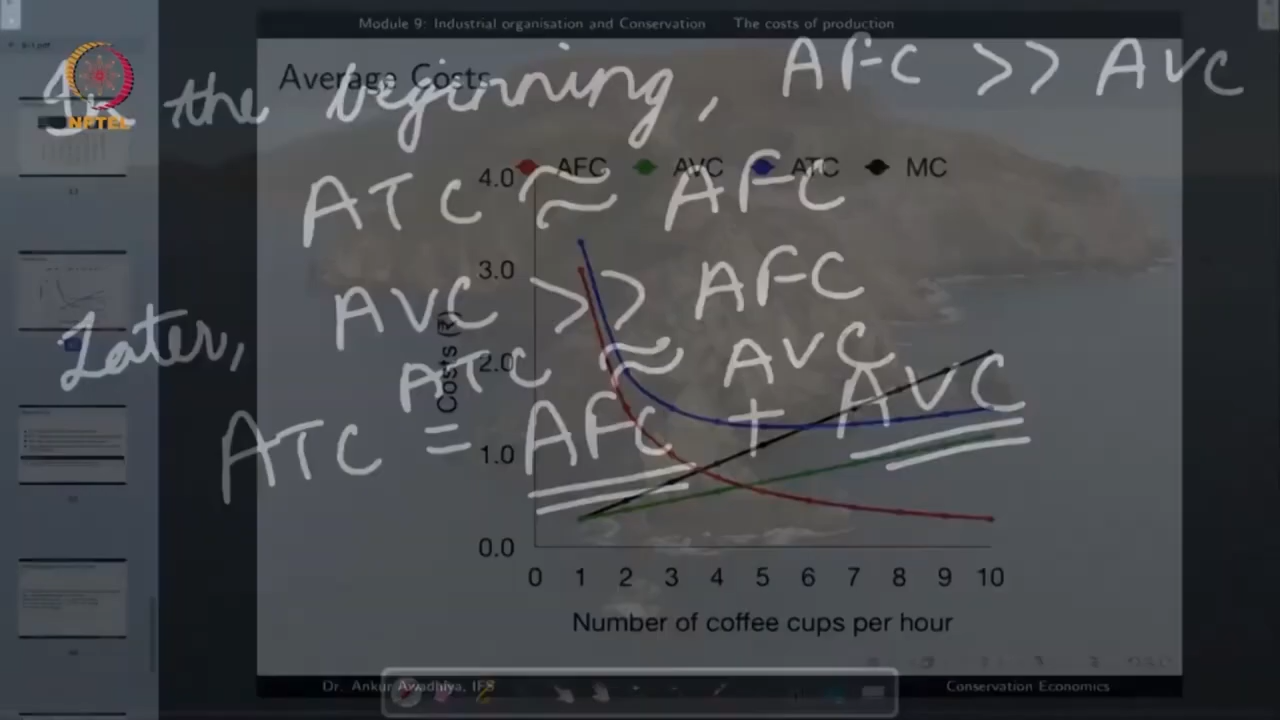 Module 9: Industrial organisation and Conservation The costs of production
Average Costs
In the beginning, AFC >> AVC
NPTEL
AFC AVC ATC MC
ATC ≈ AFC
Later, AVC >> AFC
ATC ≈ AVC
ATC = AFC + AVC
Costs (₹)
4.0
3.0
2.0
1.0
0.0
0 1 2 3 4 5 6 7 8 9 10
Number of coffee cups per hour
Dr. Ankur Awadhiya, IFS Conservation Economics